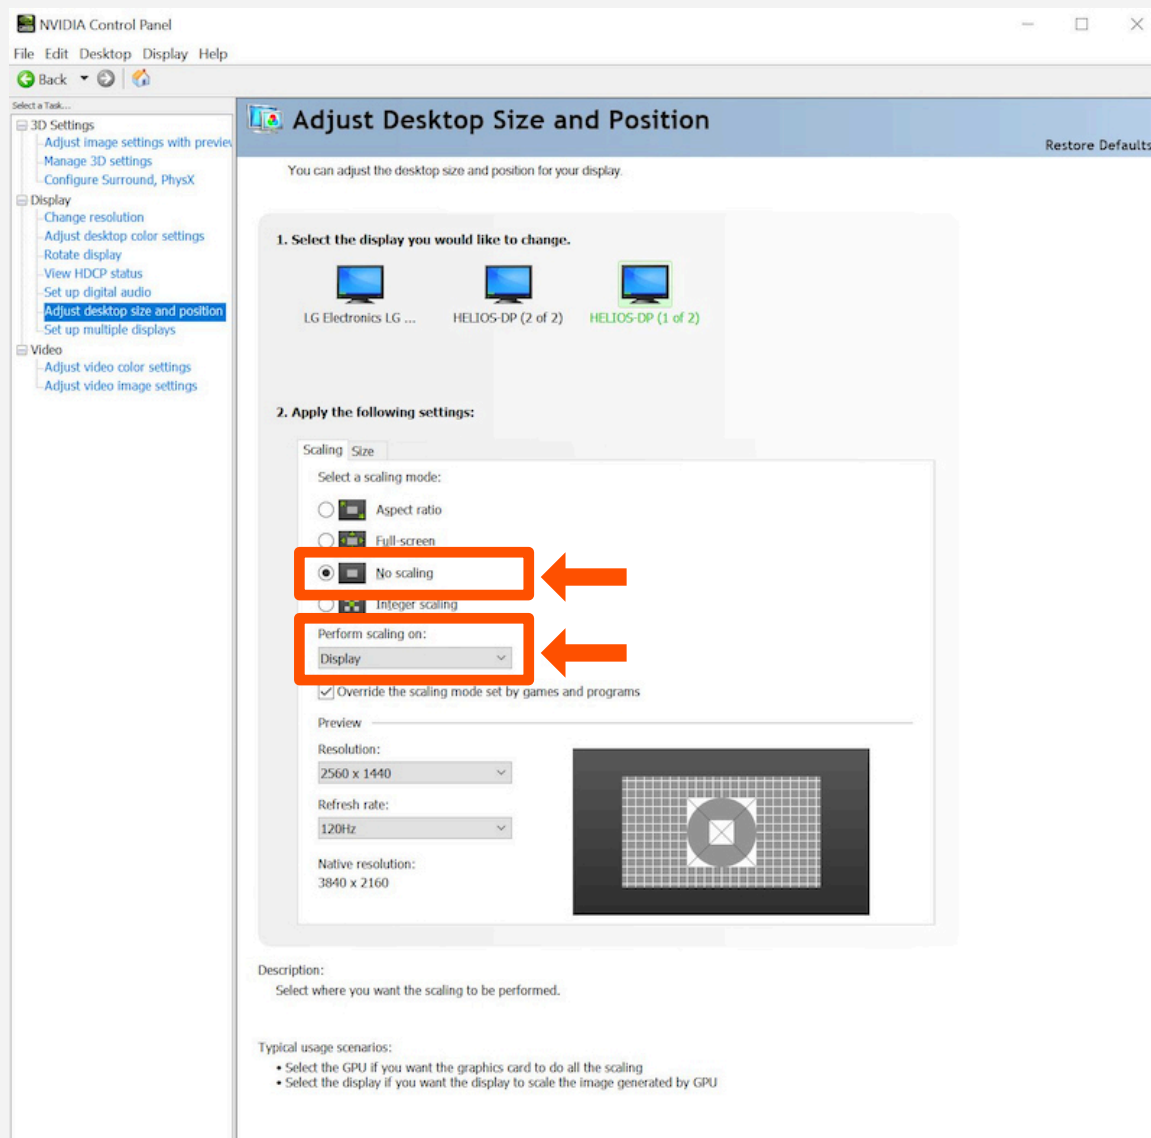 NVIDIA Control Panel
File Edit Desktop Display Help
Back
Select a Task...
3D Settings
Adjust image settings with preview
Manage 3D settings
Configure Surround, PhysX
Display
Change resolution
Adjust desktop color settings
Rotate display
View HDCP status
Set up digital audio
Adjust desktop size and position
Set up multiple displays
Video
Adjust video color settings
Adjust video image settings
Adjust Desktop Size and Position
Restore Defaults
You can adjust the desktop size and position for your display.
1. Select the display you would like to change.
LG Electronics LG ...
HELIOS-DP (2 of 2)
HELIOS-DP (1 of 2)
2. Apply the following settings:
Scaling Size
Select a scaling mode:
Aspect ratio
Full-screen
No scaling
Integer scaling
Perform scaling on:
Display
Override the scaling mode set by games and programs
Preview
Resolution:
2560 x 1440
Refresh rate:
120Hz
Native resolution:
3840 x 2160
Description:
Select where you want the scaling to be performed.
Typical usage scenarios:
• Select the GPU if you want the graphics card to do all the scaling
• Select the display if you want the display to scale the image generated by GPU